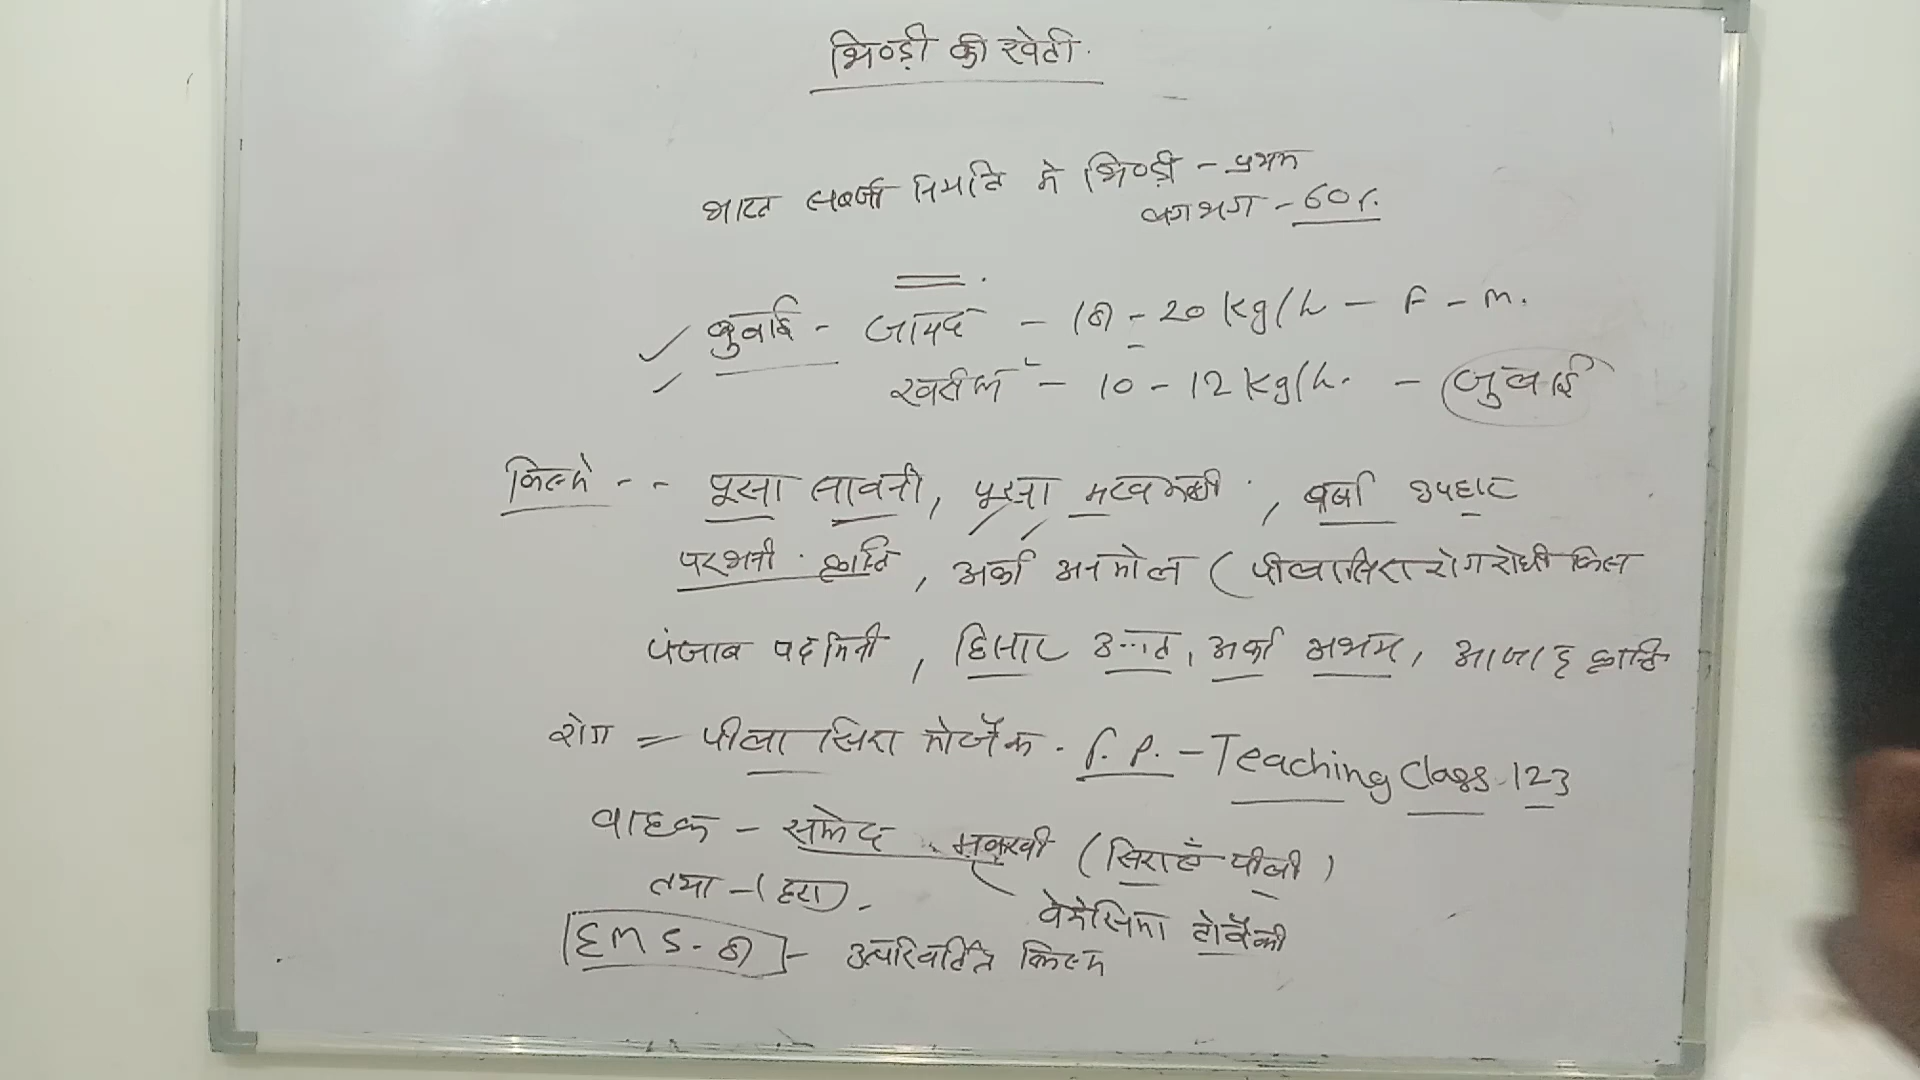 भिण्डी की खेती.
भारत सब्जी निर्यात में भिण्डी - प्रथम
लगभग - 60%.
बुवाई - जायद - 18 - 20 kg/h - F - m.
खरीफ - 10 - 12 kg/h. - जुलाई
किस्मे - - पूसा सावनी, पूसा मखमली, वर्षा उपहार
परभनी क्रान्ति, अर्का अनमोल (पीला सिरा रोग रोधी किस्म
पंजाब पदमिनी, हिसार उन्नत, अर्का अभय, आजाद क्रान्ति
रोग = पीला सिरा मोजैक. P. P. - Teaching Class 123
वाहक - सफेद मक्खी (सिराएँ पीली)
तथा - (हरा) -
वेमेसिया टोबैकी
EMS-8 - उत्परिवर्तित किस्म